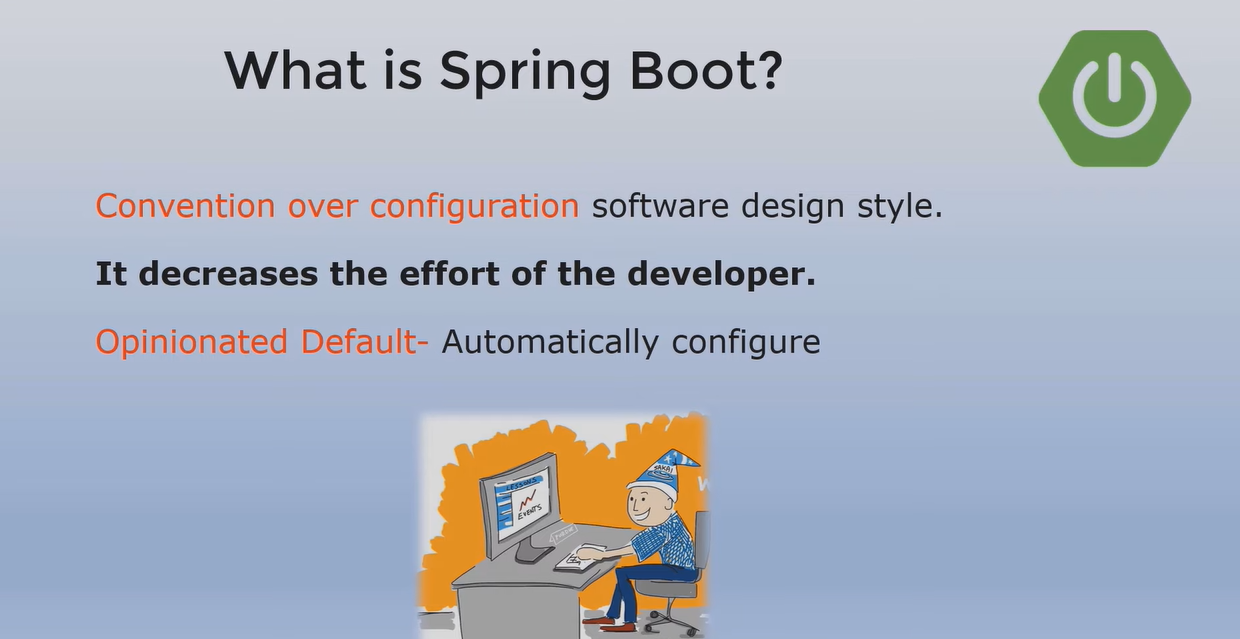 What is Spring Boot?
Convention over configuration software design style.
It decreases the effort of the developer.
Opinionated Default- Automatically configure
SAKAI
LESSONS
EVENTS
W